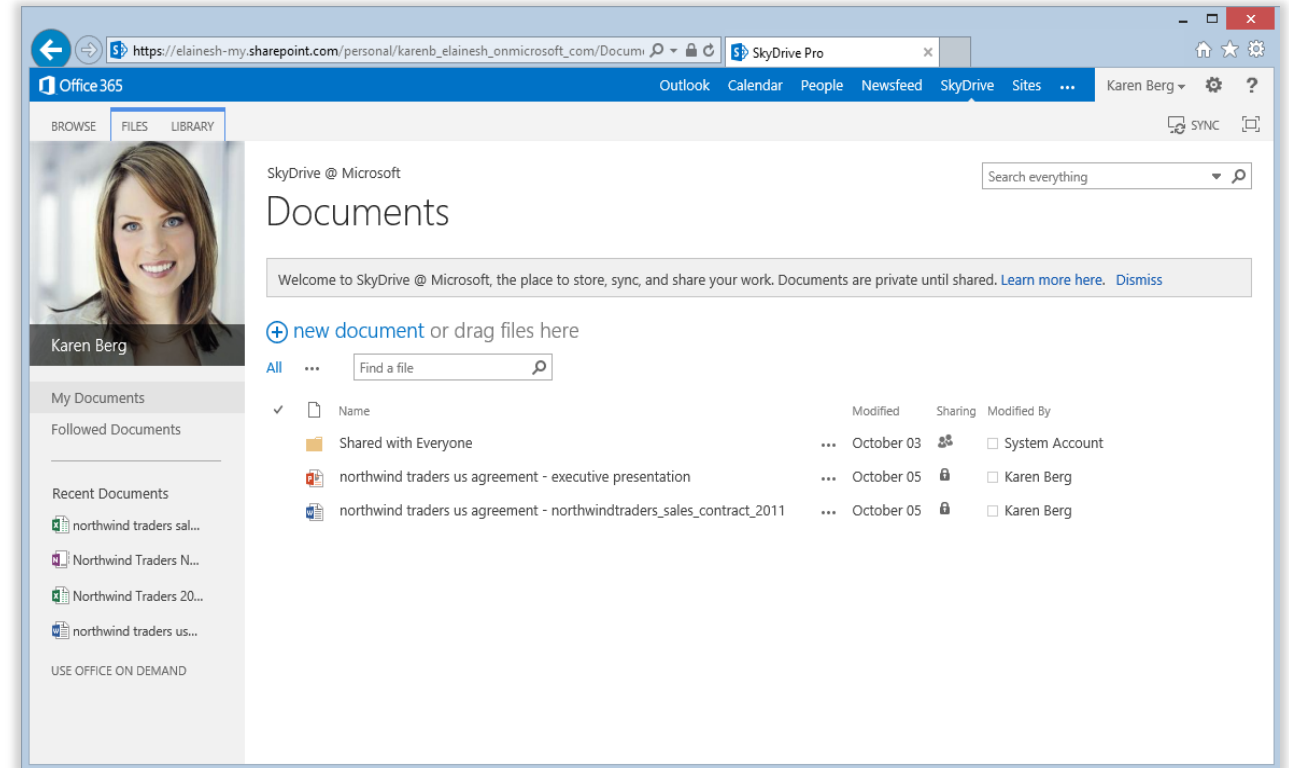 https://elainesh-my.sharepoint.com/personal/karenb_elainesh_onmicrosoft_com/Docum
SkyDrive Pro
Office 365
Outlook Calendar People Newsfeed SkyDrive Sites ... Karen Berg ?
BROWSE FILES LIBRARY
SYNC
SkyDrive @ Microsoft
Search everything
Documents
Welcome to SkyDrive @ Microsoft, the place to store, sync, and share your work. Documents are private until shared. Learn more here. Dismiss
new document or drag files here
Karen Berg
All ... Find a file
My Documents
Followed Documents
Name Modified Sharing Modified By
Shared with Everyone ... October 03 System Account
northwind traders us agreement - executive presentation ... October 05 Karen Berg
northwind traders us agreement - northwindtraders_sales_contract_2011 ... October 05 Karen Berg
Recent Documents
northwind traders sal...
Northwind Traders N...
Northwind Traders 20...
northwind traders us...
USE OFFICE ON DEMAND